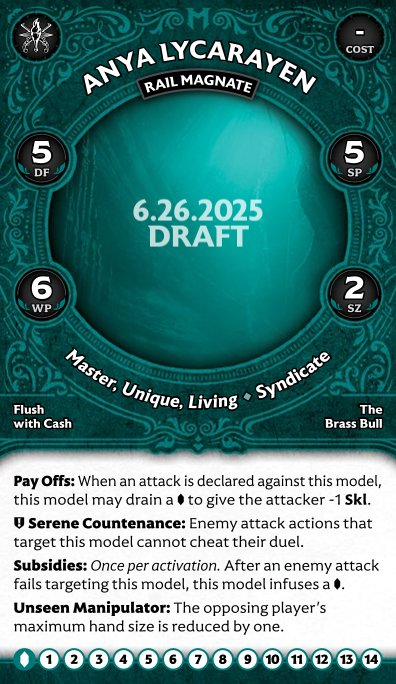 -
COST
ANYA LYCARAYEN
RAIL MAGNATE
5
DF
5
SP
6.26.2025
DRAFT
6
WP
2
SZ
Master, Unique, Living ◆ Syndicate
Flush
with Cash
The
Brass Bull
Pay Offs: When an attack is declared against this model,
this model may drain a ⬮ to give the attacker -1 Skl.
Serene Countenance: Enemy attack actions that
target this model cannot cheat their duel.
Subsidies: Once per activation. After an enemy attack
fails targeting this model, this model infuses a ⬮.
Unseen Manipulator: The opposing player's
maximum hand size is reduced by one.
1 2 3 4 5 6 7 8 9 10 11 12 13 14